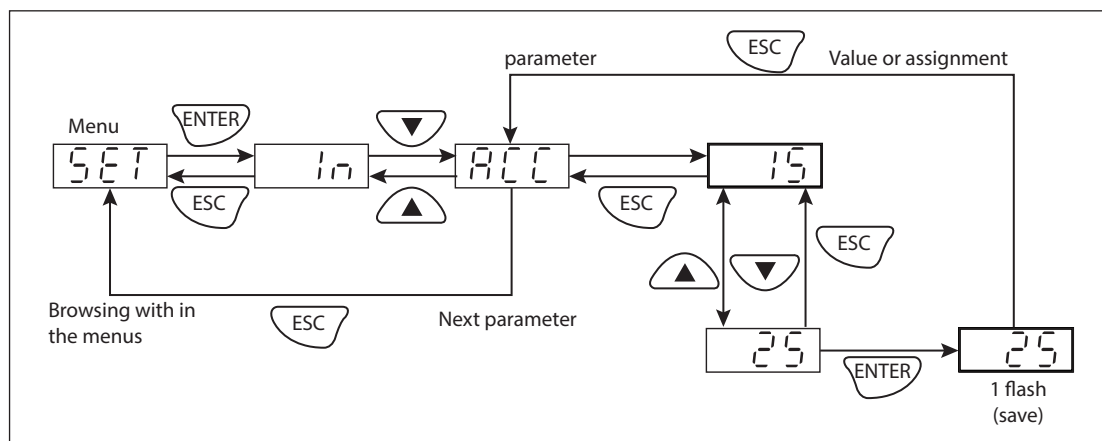 ESC
parameter
Value or assignment
Menu
ENTER
SET
In
ACC
15
ESC
ESC
ESC
Browsing with in
the menus
ESC
Next parameter
25
ENTER
25
1 flash
(save)